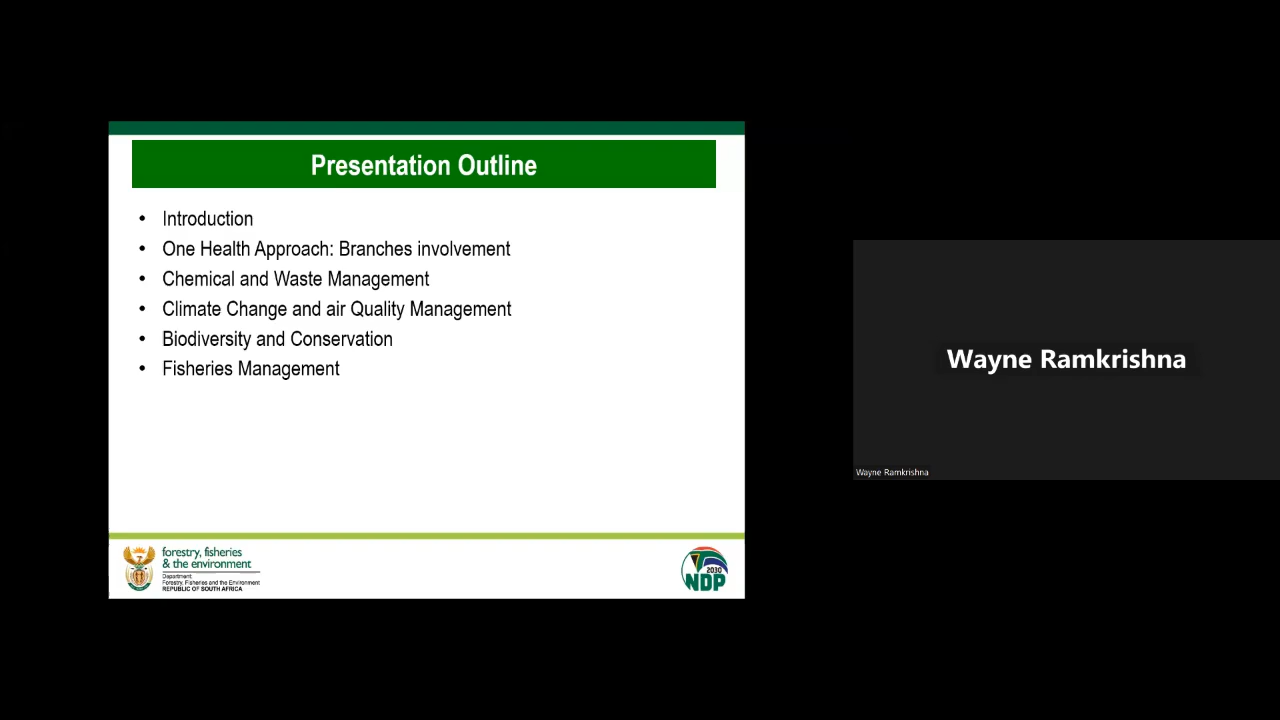 Presentation Outline
• Introduction
• One Health Approach: Branches involvement
• Chemical and Waste Management
• Climate Change and air Quality Management
• Biodiversity and Conservation
• Fisheries Management
forestry, fisheries
& the environment
Department:
Forestry, Fisheries and the Environment
REPUBLIC OF SOUTH AFRICA
2030
NDP
Wayne Ramkrishna
Wayne Ramkrishna